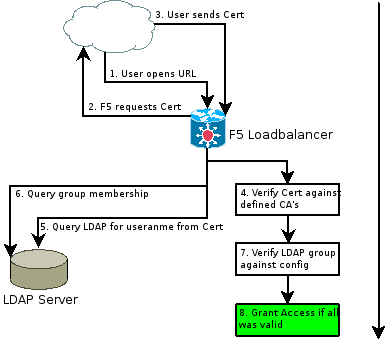 3. User sends Cert
1. User opens URL
2. F5 requests Cert
F5 Loadbalancer
6. Query group membership
4. Verify Cert against
defined CA's
5. Query LDAP for useranme from Cert
7. Verify LDAP group
against config
LDAP Server
8. Grant Access if all
was valid